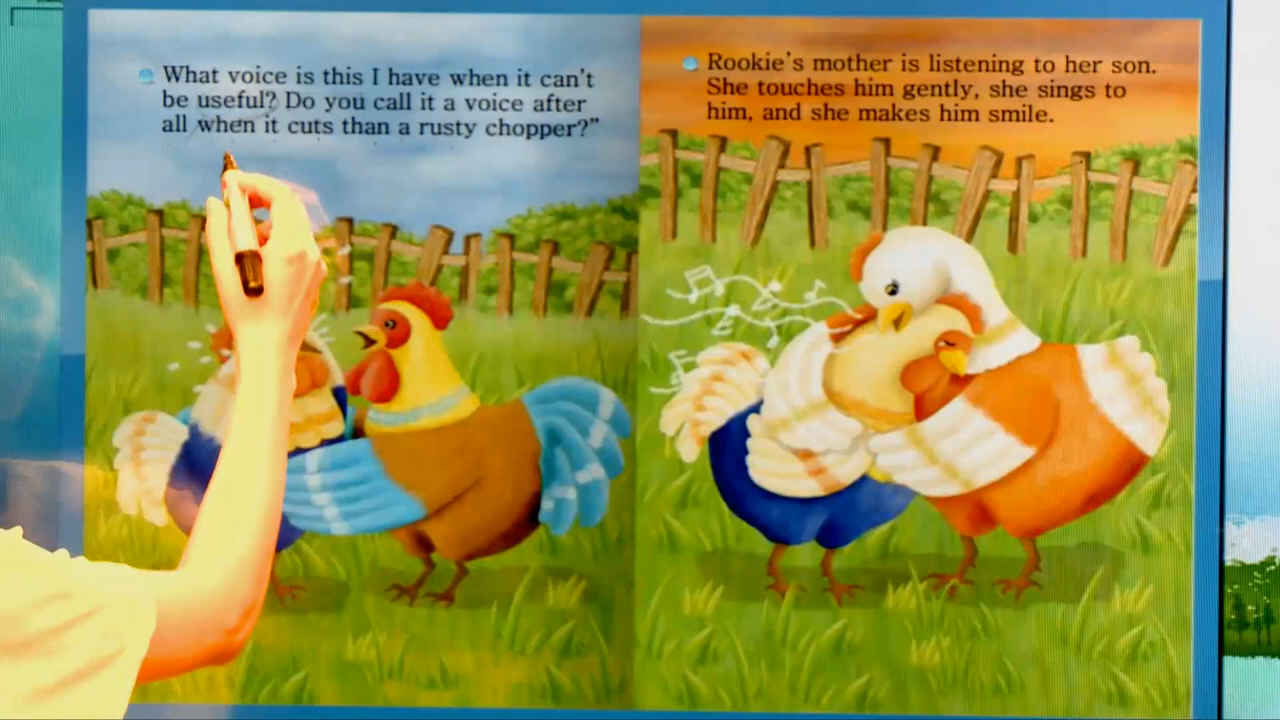 What voice is this I have when it can't
be useful? Do you call it a voice after
all when it cuts than a rusty chopper?”
Rookie's mother is listening to her son.
She touches him gently, she sings to
him, and she makes him smile.